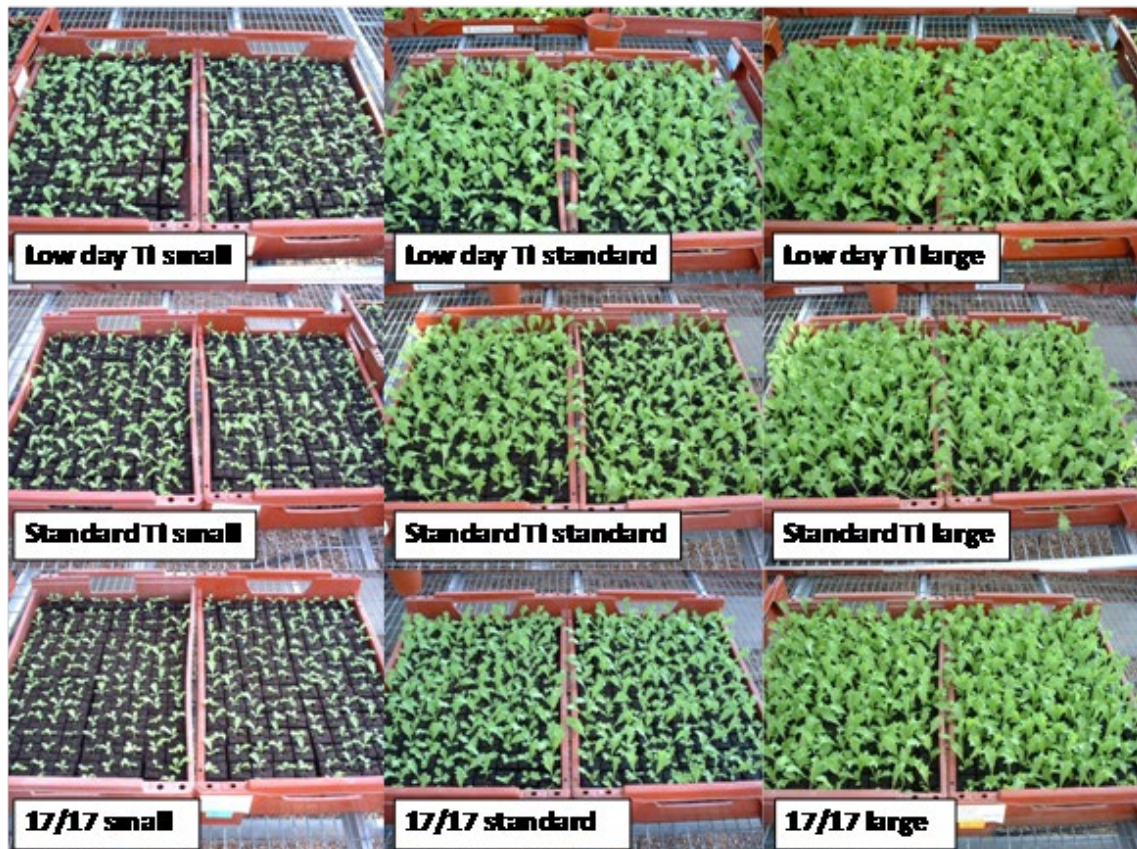 Low day TI small
Low day TI standard
Low day TI large
Standard TI small
Standard TI standard
Standard TI large
17/17 small
17/17 standard
17/17 large